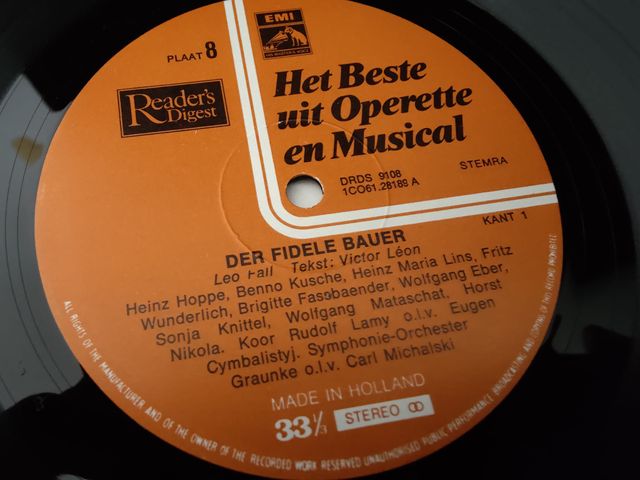 PLAAT 8
EMI
Reader's
Digest
Het Beste
uit Operette
en Musical
DRDS 9108
STEMRA
1CO61.28188 A
KANT 1
DER FIDELE BAUER
Leo Fall Tekst: Victor Léon
Heinz Hoppe, Benno Kusche, Heinz Maria Lins, Fritz
Wunderlich, Brigitte Fassbaender, Wolfgang Eber,
Sonja Knittel, Wolfgang Mataschat, Horst
Nikola. Koor Rudolf Lamy o.l.v. Eugen
Cymbalistyj. Symphonie-Orchester
Graunke o.l.v. Carl Michalski
MADE IN HOLLAND
33⅓ STEREO
ALL RIGHTS OF THE MANUFACTURER AND OF THE OWNER OF THE RECORDED WORK RESERVED UNAUTHORISED PUBLIC PERFORMANCE BROADCASTING AND COPYING OF THIS RECORD PROHIBITED